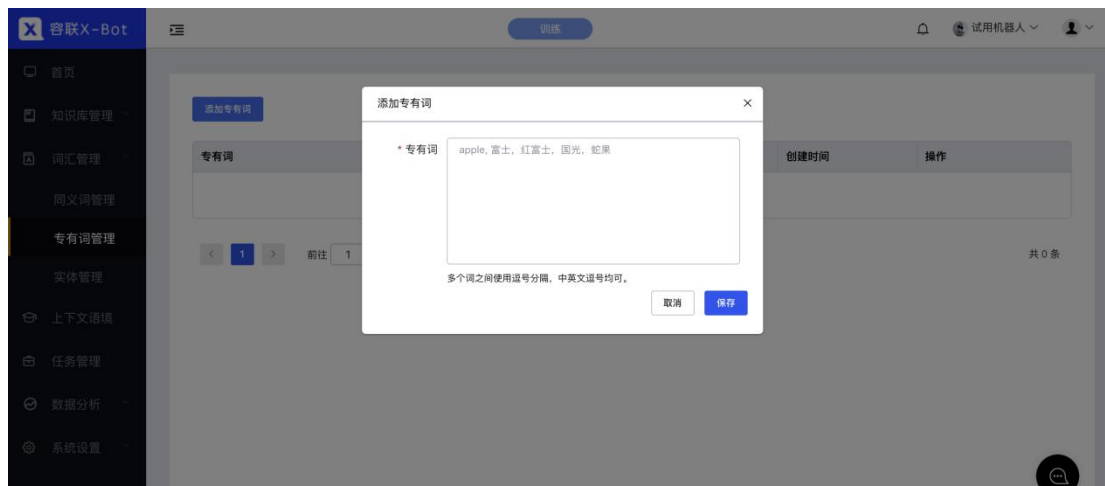 容联X-Bot
训练
试用机器人
首页
知识库管理
词汇管理
同义词管理
专有词管理
实体管理
上下文语境
任务管理
数据分析
系统设置
添加专有词
专有词
创建时间
操作
1
前往 1
共 0 条
添加专有词
* 专有词
apple, 富士, 红富士, 国光, 蛇果
多个词之间使用逗号分隔, 中英文逗号均可。
取消
保存